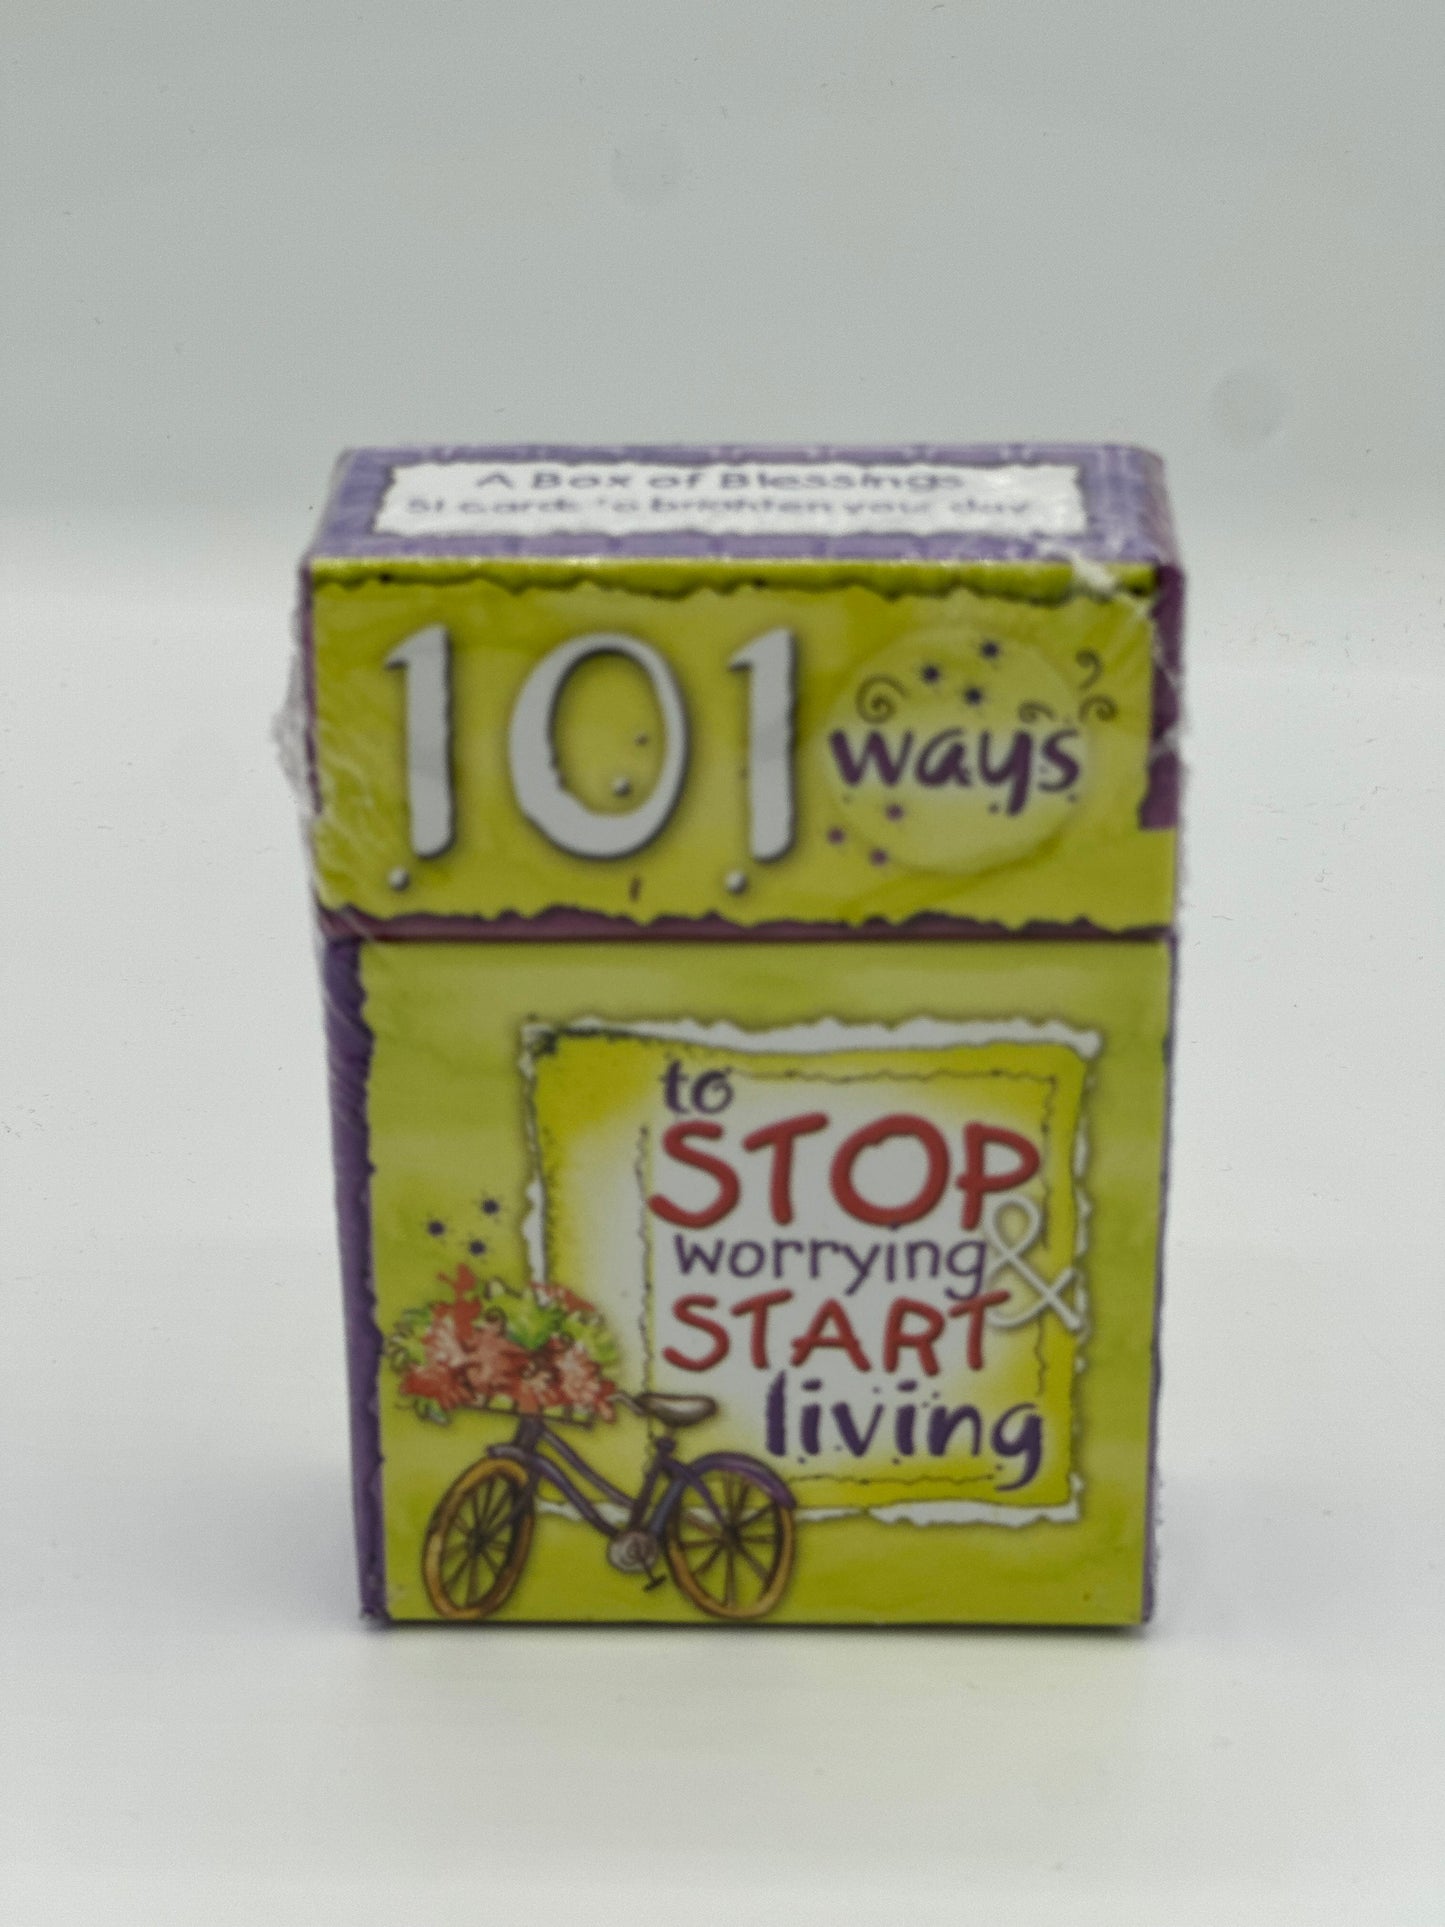 A Box of Blessings
51 cards to brighten your day
101 ways
to
STOP
worrying &
START
living